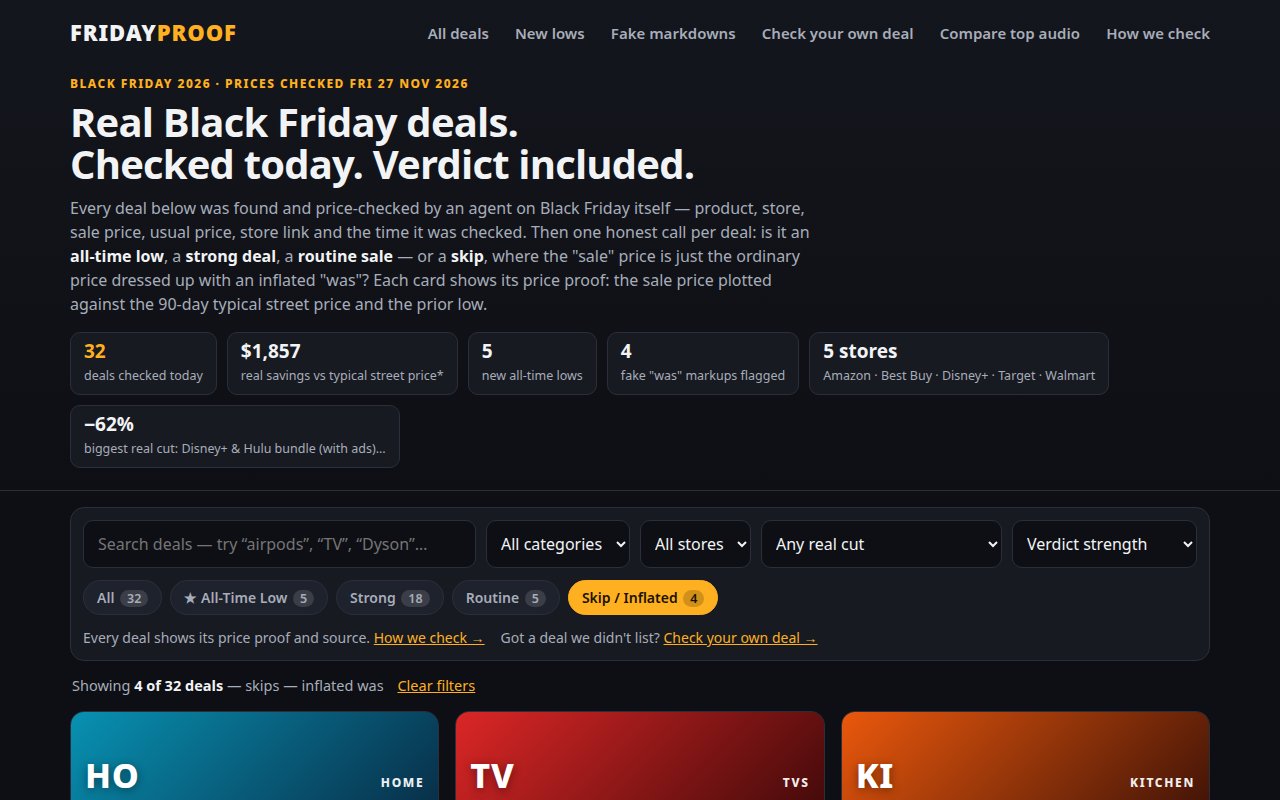 FRIDAYPROOF
All deals New lows Fake markdowns Check your own deal Compare top audio How we check
BLACK FRIDAY 2026 · PRICES CHECKED FRI 27 NOV 2026
Real Black Friday deals.
Checked today. Verdict included.
Every deal below was found and price-checked by an agent on Black Friday itself — product, store,
sale price, usual price, store link and the time it was checked. Then one honest call per deal: is it an
all-time low, a strong deal, a routine sale — or a skip, where the "sale" price is just the ordinary
price dressed up with an inflated "was"? Each card shows its price proof: the sale price plotted
against the 90-day typical street price and the prior low.
32
deals checked today
$1,857
real savings vs typical street price*
5
new all-time lows
4
fake "was" markups flagged
5 stores
Amazon · Best Buy · Disney+ · Target · Walmart
−62%
biggest real cut: Disney+ & Hulu bundle (with ads)…
Search deals — try “airpods”, “TV”, “Dyson”…
All categories
All stores
Any real cut
Verdict strength
All 32
★ All-Time Low 5
Strong 18
Routine 5
Skip / Inflated 4
Every deal shows its price proof and source. How we check → Got a deal we didn't list? Check your own deal →
Showing 4 of 32 deals — skips — inflated was Clear filters
HO HOME
TV TVS
KI KITCHEN